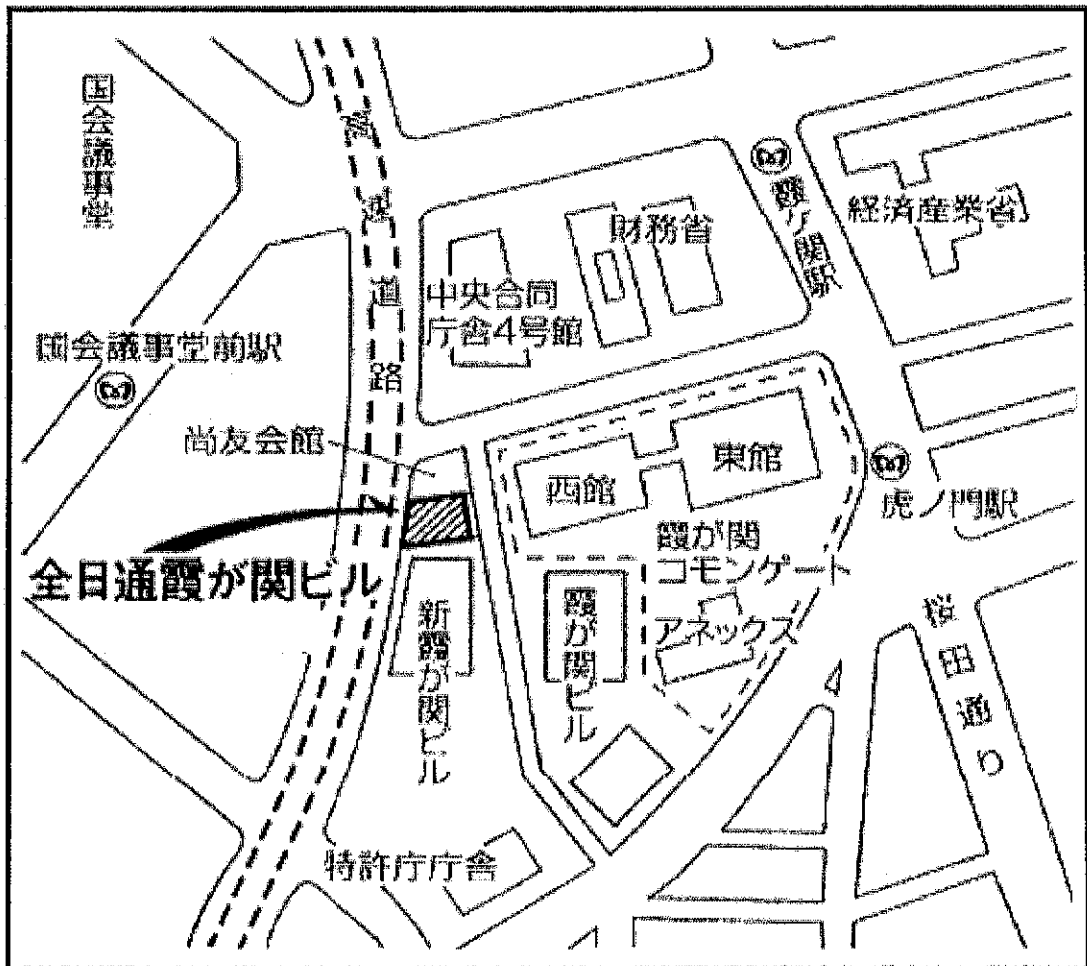 国会議事堂
高速道路
霞ケ関駅
経済産業省
財務省
中央合同
庁舎4号館
国会議事堂前駅
尚友会館
西館
東館
虎ノ門駅
霞が関
コモンゲート
アネックス
全日通霞が関ビル
新霞が関ビル
霞が関ビル
桜田通り
特許庁庁舎